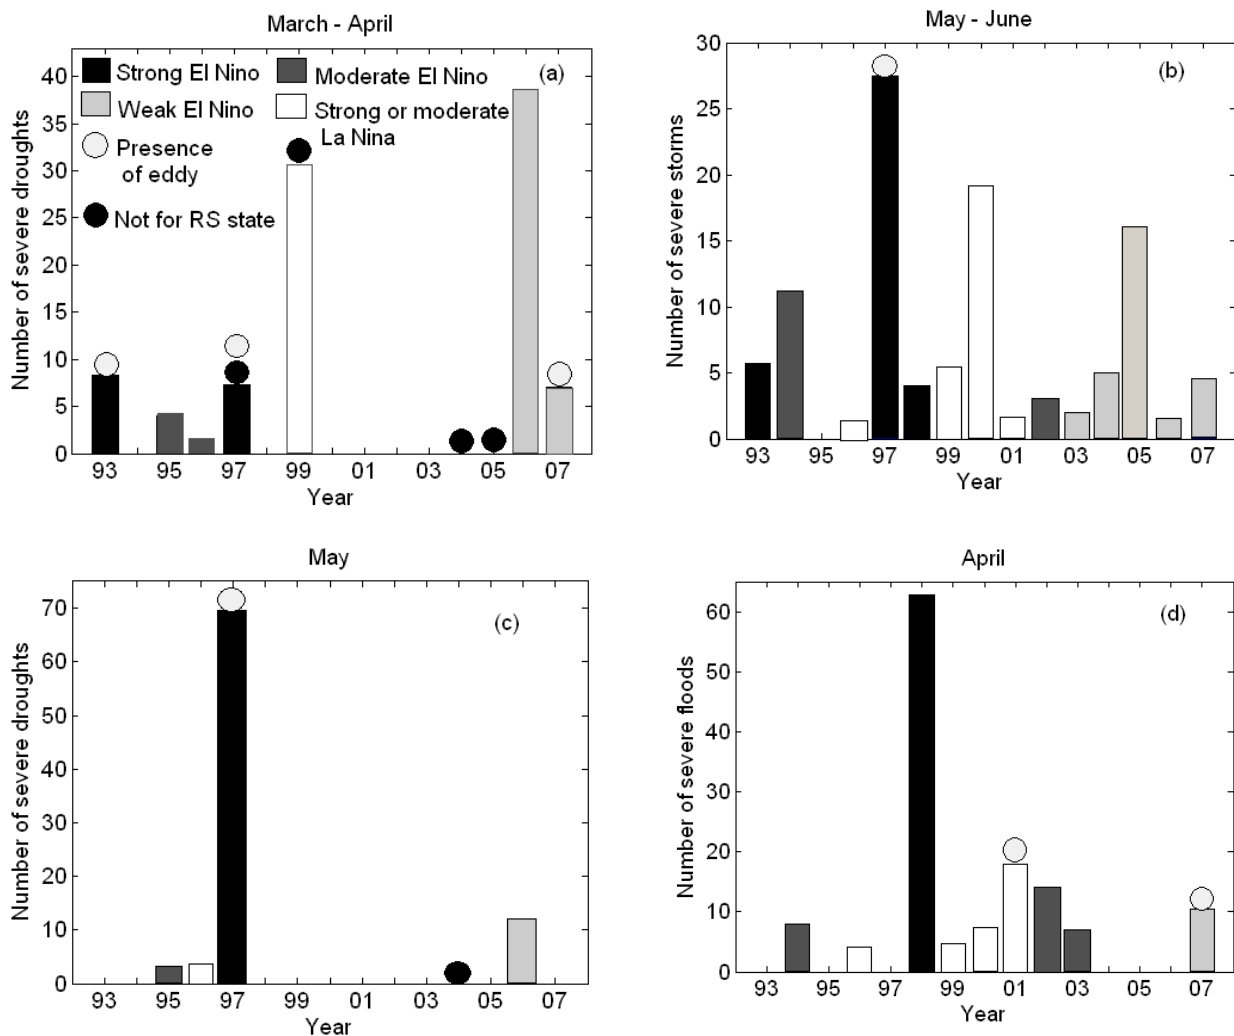 March - April
(a)
Strong El Nino
Moderate El Nino
Weak El Nino
Strong or moderate
La Nina
Presence
of eddy
Not for RS state
Number of severe droughts
40
35
30
25
20
15
10
5
0
93 95 97 99 01 03 05 07
Year
May - June
(b)
Number of severe storms
30
25
20
15
10
5
0
93 95 97 99 01 03 05 07
Year
May
(c)
Number of severe droughts
70
60
50
40
30
20
10
0
93 95 97 99 01 03 05 07
Year
April
(d)
Number of severe floods
60
50
40
30
20
10
0
93 95 97 99 01 03 05 07
Year